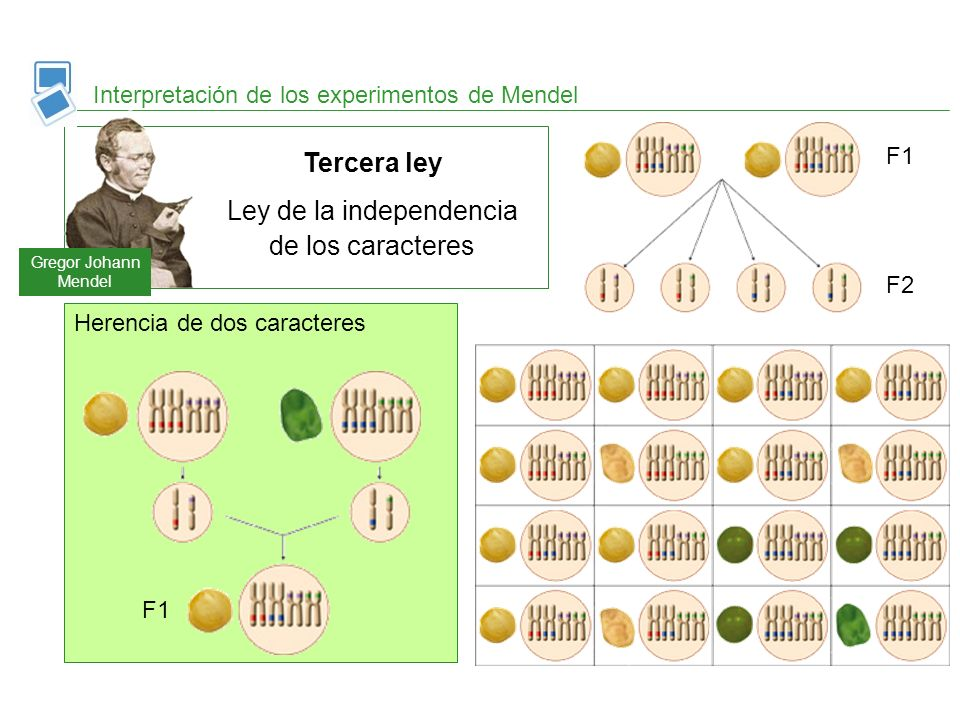 Interpretación de los experimentos de Mendel
Tercera ley
Ley de la independencia
de los caracteres
Gregor Johann
Mendel
F1
F2
Herencia de dos caracteres
F1